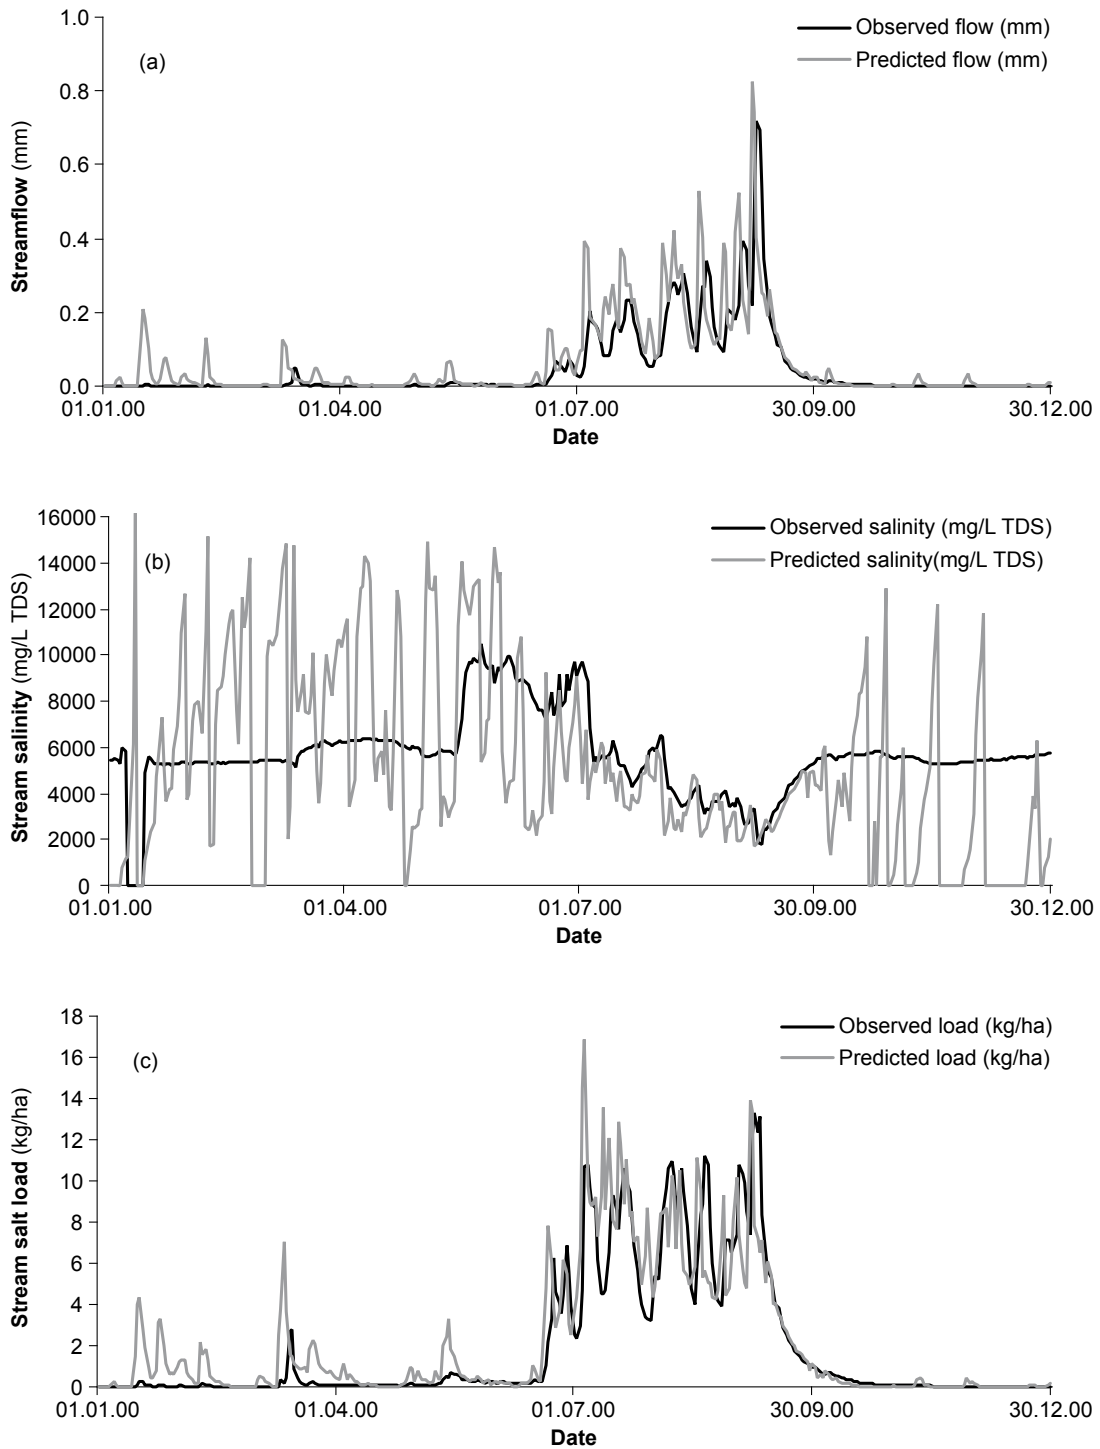 1.0
Observed flow (mm)
(a)
Predicted flow (mm)
0.8
0.6
0.4
0.2
0.0
Streamflow (mm)
01.01.00 01.04.00 01.07.00 30.09.00 30.12.00
Date
16000
Observed salinity (mg/L TDS)
(b)
Predicted salinity(mg/L TDS)
14000
12000
10000
8000
6000
4000
2000
0
Stream salinity (mg/L TDS)
01.01.00 01.04.00 01.07.00 30.09.00 30.12.00
Date
18
Observed load (kg/ha)
(c)
Predicted load (kg/ha)
16
14
12
10
8
6
4
2
0
Stream salt load (kg/ha)
01.01.00 01.04.00 01.07.00 30.09.00 30.12.00
Date